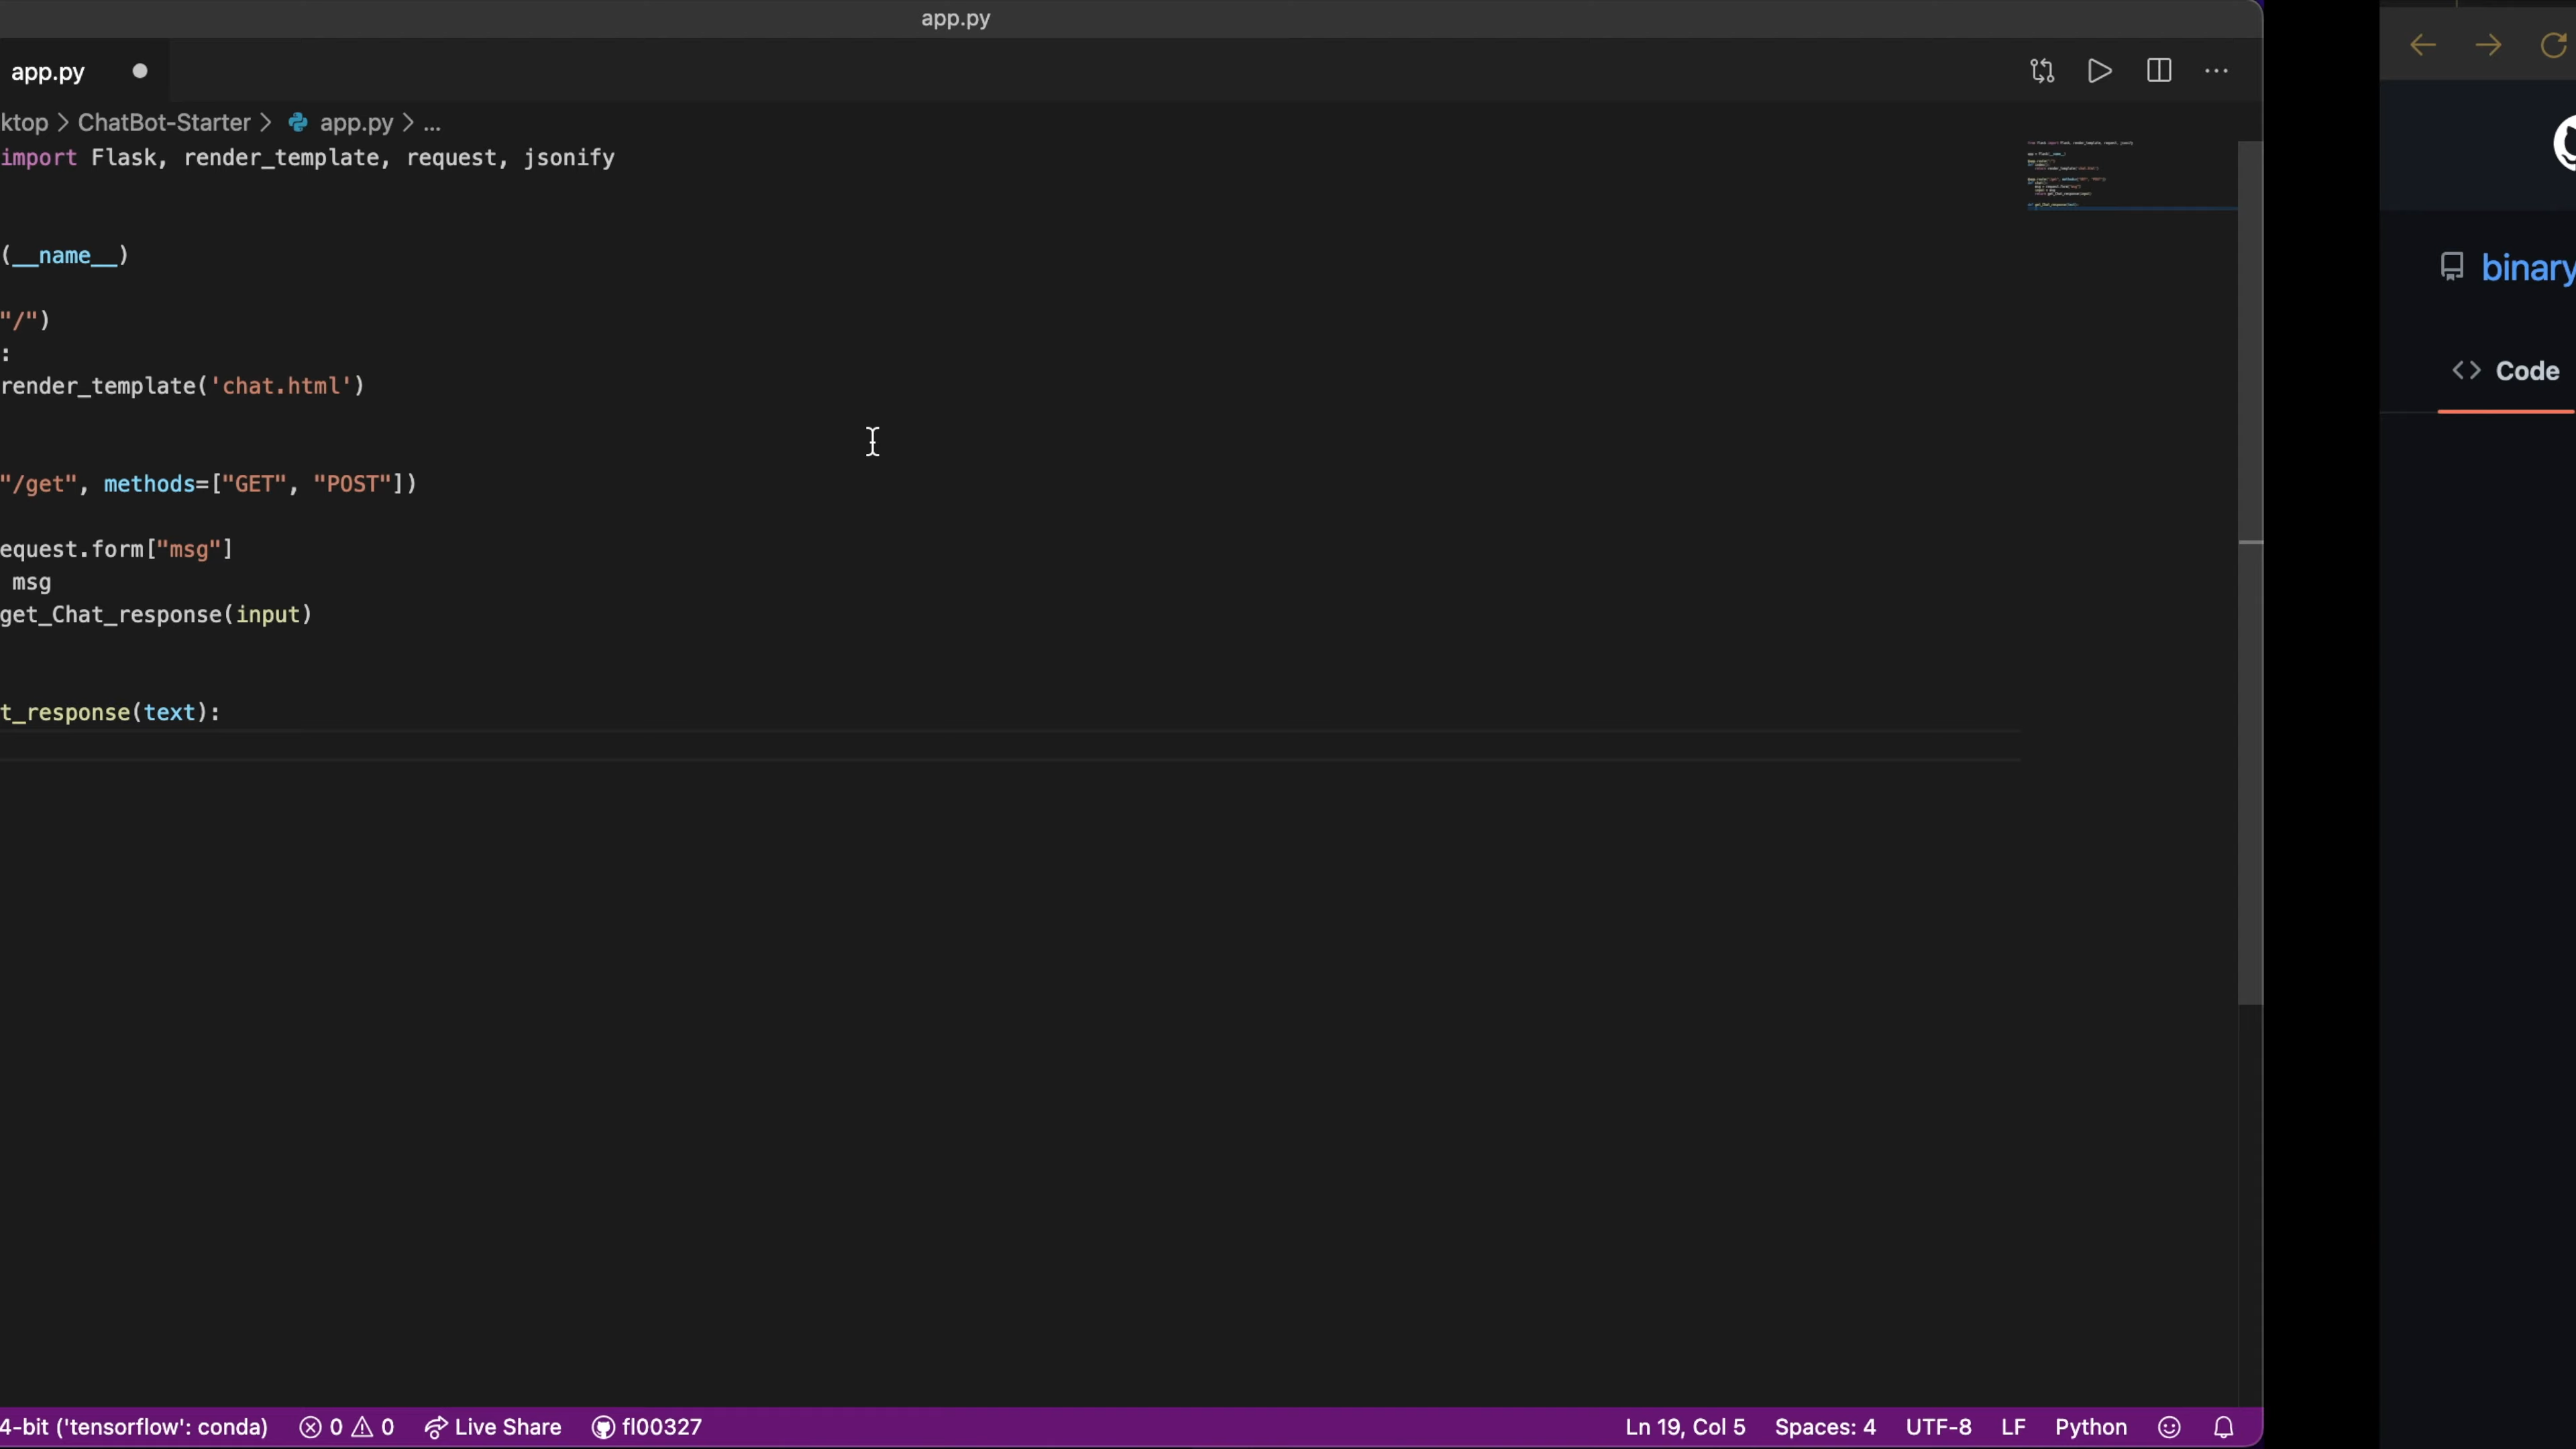 app.py
app.py
ktop > ChatBot-Starter > app.py > ...
import Flask, render_template, request, jsonify
(__name__)
"/")
:
render_template('chat.html')
"/get", methods=["GET", "POST"])
equest.form["msg"]
msg
get_Chat_response(input)
t_response(text):
4-bit ('tensorflow': conda) 0 0 Live Share fl00327 Ln 19, Col 5 Spaces: 4 UTF-8 LF Python
binary
Code